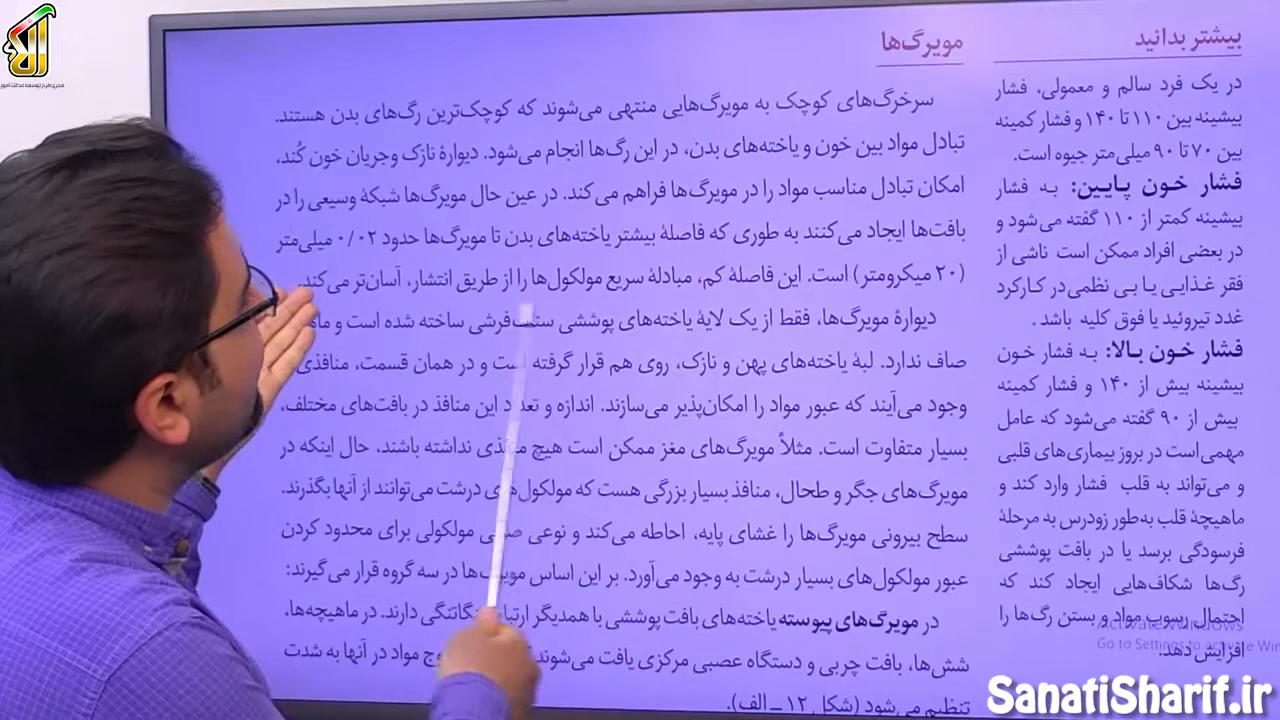 بیشتر بدانید
در یک فرد سالم و معمولی، فشار
بیشینه بین ۱۱۰ تا ۱۴۰ و فشار کمینه
بین ۷۰ تا ۹۰ میلی‌متر جیوه است.
فشار خون پایین: به فشار
بیشینه کمتر از ۱۱۰ گفته می‌شود و
در بعضی افراد ممکن است ناشی از
فقر غذایی یا بی نظمی در کارکرد
غدد تیروئید یا فوق کلیه باشد .
فشار خون بالا: به فشار خون
بیشینه بیش از ۱۴۰ و فشار کمینه
بیش از ۹۰ گفته می‌شود که عامل
مهمی‌است در بروز بیماری‌های قلبی
و می‌تواند به قلب فشار وارد کند و
ماهیچهٔ قلب به‌طور زودرس به مرحلهٔ
فرسودگی برسد یا در بافت پوششی
رگ‌ها شکاف‌هایی ایجاد کند که
احتمال رسوب مواد و بستن رگ‌ها را
افزایش دهد.
مویرگ‌ها
سرخرگ‌های کوچک به مویرگ‌هایی منتهی می‌شوند که کوچک‌ترین رگ‌های بدن هستند.
تبادل مواد بین خون و یاخته‌های بدن، در این رگ‌ها انجام می‌شود. دیوارهٔ نازک وجریان خون کُند،
امکان تبادل مناسب مواد را در مویرگ‌ها فراهم می‌کند. در عین حال مویرگ‌ها شبکهٔ وسیعی را در
بافت‌ها ایجاد می‌کنند به طوری که فاصلهٔ بیشتر یاخته‌های بدن تا مویرگ‌ها حدود ۰/۰۲ میلی‌متر
(۲۰ میکرومتر) است. این فاصلهٔ کم، مبادلهٔ سریع مولکول‌ها را از طریق انتشار، آسان‌تر می‌کند.
دیوارهٔ مویرگ‌ها، فقط از یک لایهٔ یاخته‌های پوششی سنگ‌فرشی ساخته شده است و
صاف ندارد. لبهٔ یاخته‌های پهن و نازک، روی هم قرار گرفته است و در همان قسمت، منافذی
وجود می‌آیند که عبور مواد را امکان‌پذیر می‌سازند. اندازه و تعداد این منافذ در بافت‌های مختلف،
بسیار متفاوت است. مثلاً مویرگ‌های مغز ممکن است هیچ منفذی نداشته باشند. حال اینکه در
مویرگ‌های جگر و طحال، منافذ بسیار بزرگی هست که مولکول‌های درشت می‌توانند از آنها بگذرند.
سطح بیرونی مویرگ‌ها را غشای پایه، احاطه می‌کند و نوعی صافی مولکولی برای محدود کردن
عبور مولکول‌های بسیار درشت به وجود می‌آورد. بر این اساس مویرگ‌ها در سه گروه قرار می‌گیرند:
در مویرگ‌های پیوسته یاخته‌های بافت پوششی با همدیگر ارتباط تنگاتنگی دارند. در ماهیچه‌ها،
شش‌ها، بافت چربی و دستگاه عصبی مرکزی یافت می‌شوند مواد در آنها به شدت
تنظیم می‌شود (شکل ۱۲ – الف).
Activate Windows
Go to Settings to activate Win
SanatiSharif.ir